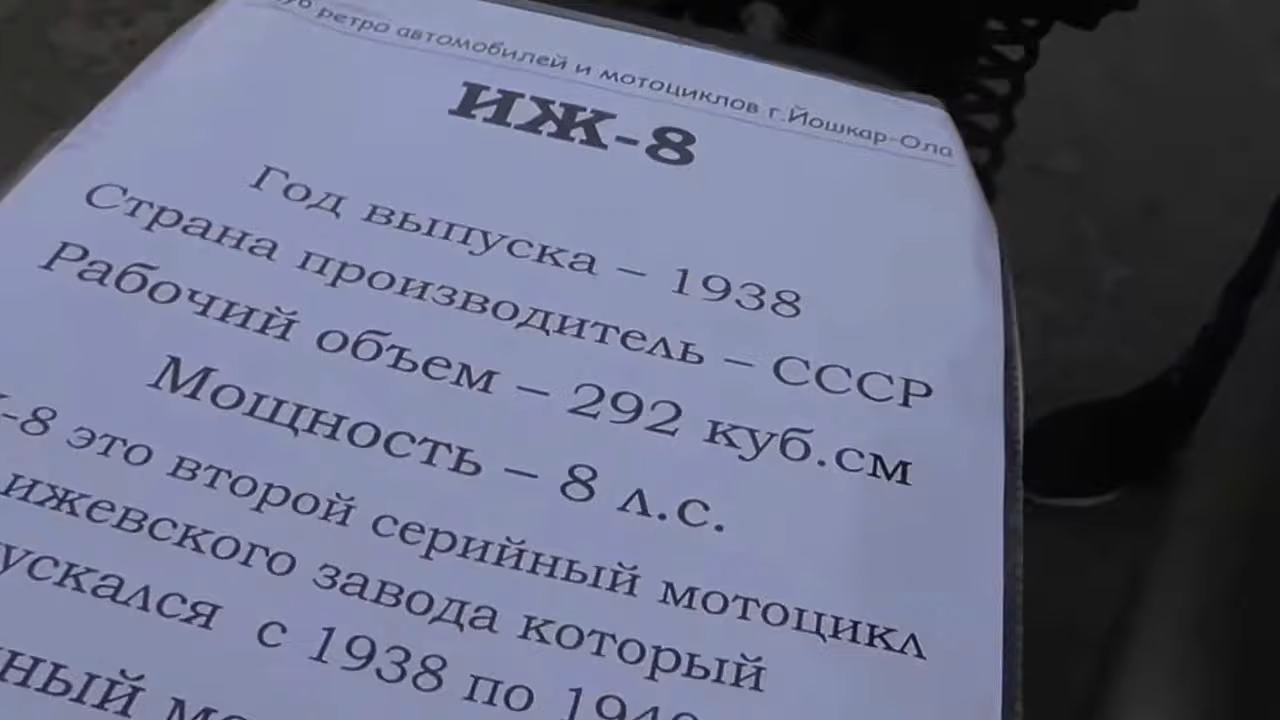 ретро автомобилей и мотоциклов г.Йошкар-Ола
ИЖ-8
Год выпуска – 1938
Страна производитель – СССР
Рабочий объем – 292 куб.см
Мощность – 8 л.с.
-8 это второй серийный мотоцикл
ижевского завода который
ускался с 1938 по